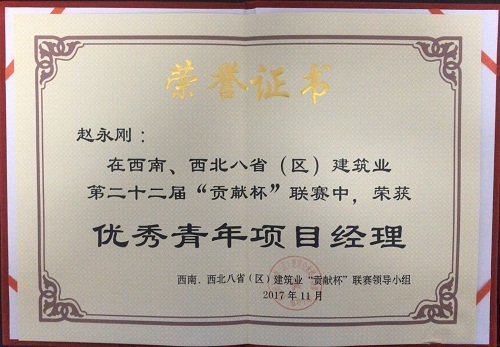 荣誉证书
赵永刚：
在西南、西北八省（区）建筑业
第二十二届“贡献杯”联赛中，荣获
优秀青年项目经理
西南、西北八省（区）建筑业“贡献杯”联赛领导小组
2017年11月